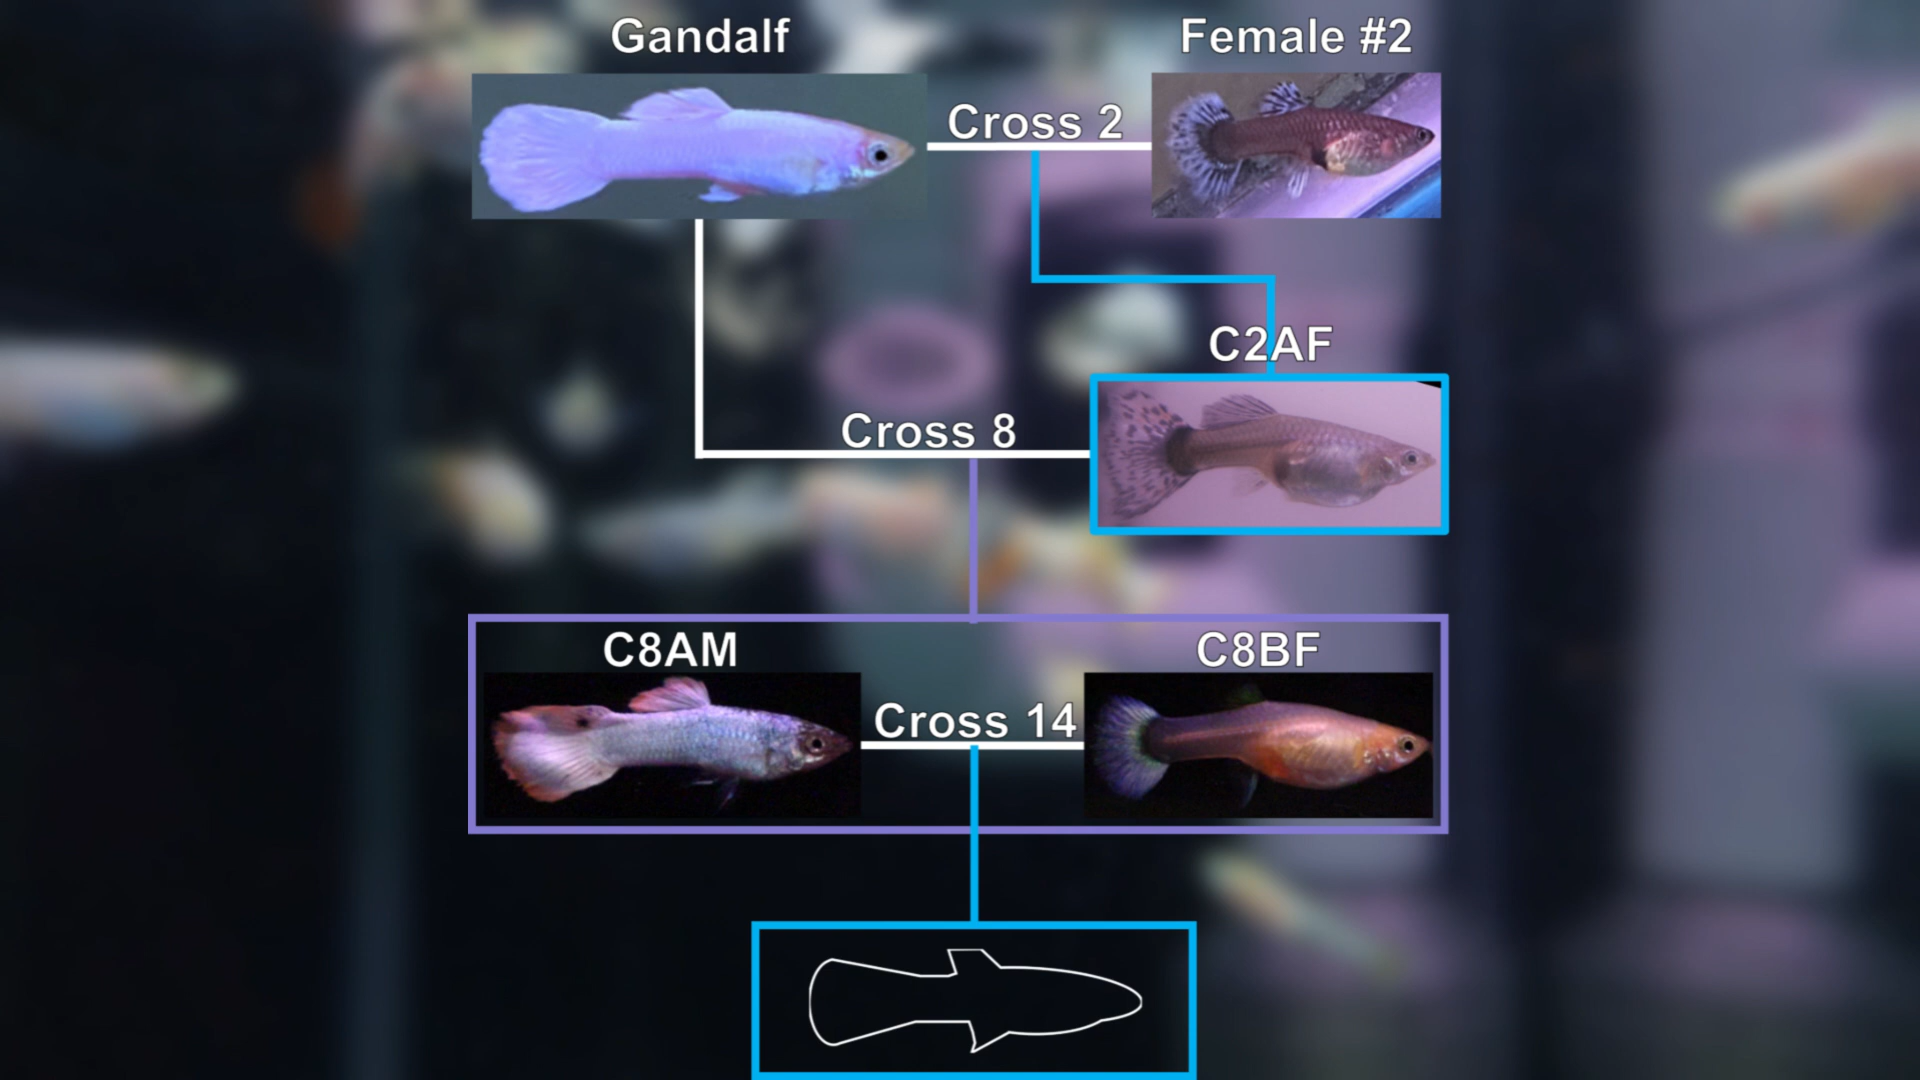 Gandalf
Female #2
Cross 2
C2AF
Cross 8
C8AM
C8BF
Cross 14